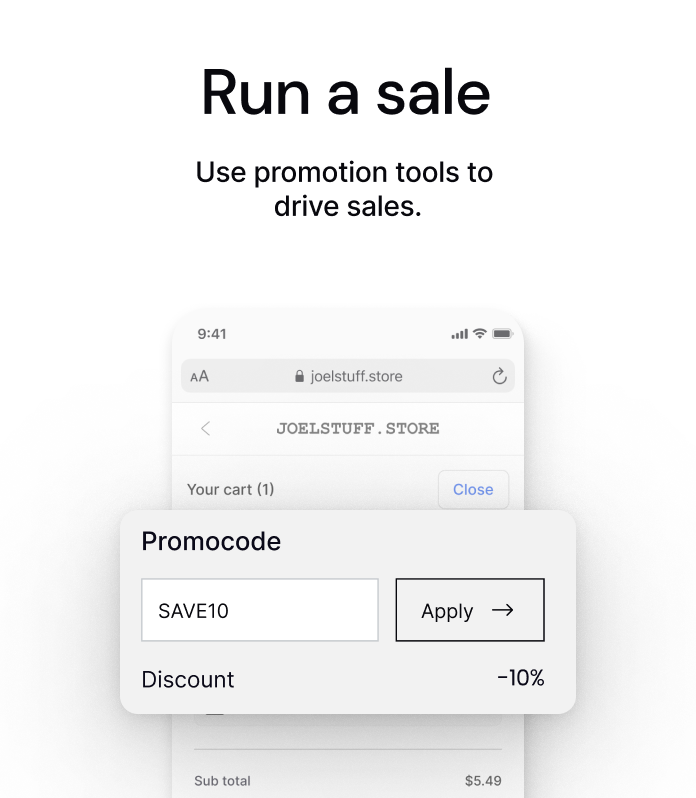 Run a sale
Use promotion tools to
drive sales.
9:41
AA joelstuff.store
JOELSTUFF.STORE
Your cart (1) Close
Promocode
SAVE10 Apply →
Discount -10%
Sub total $5.49